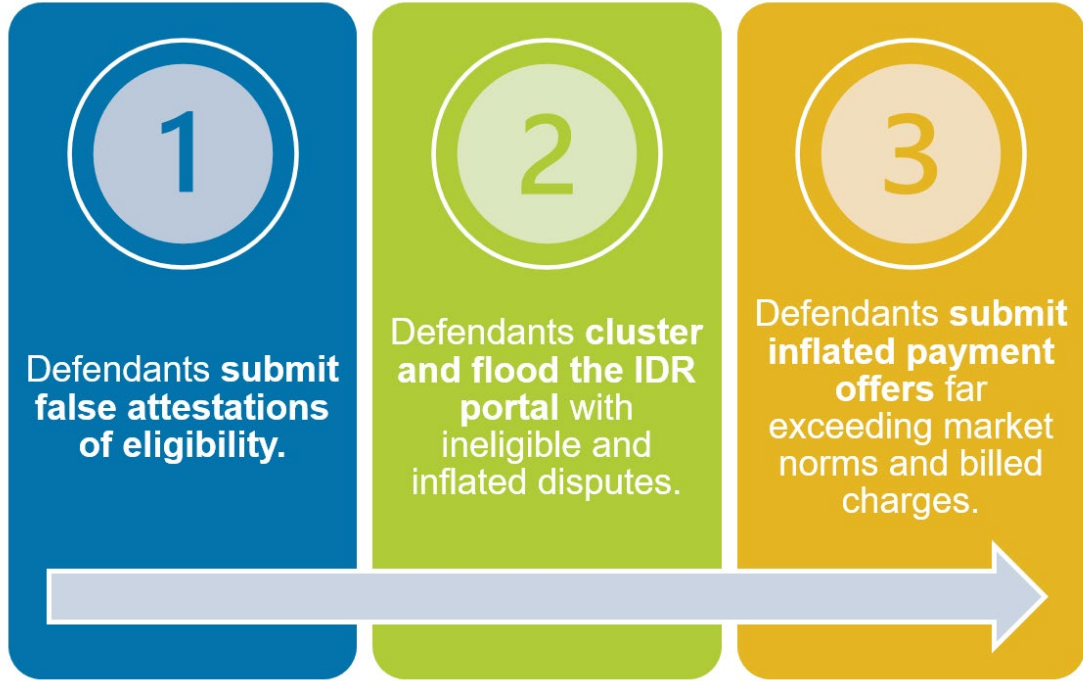 1
Defendants submit
false attestations
of eligibility.
2
Defendants cluster
and flood the IDR
portal with
ineligible and
inflated disputes.
3
Defendants submit
inflated payment
offers far
exceeding market
norms and billed
charges.